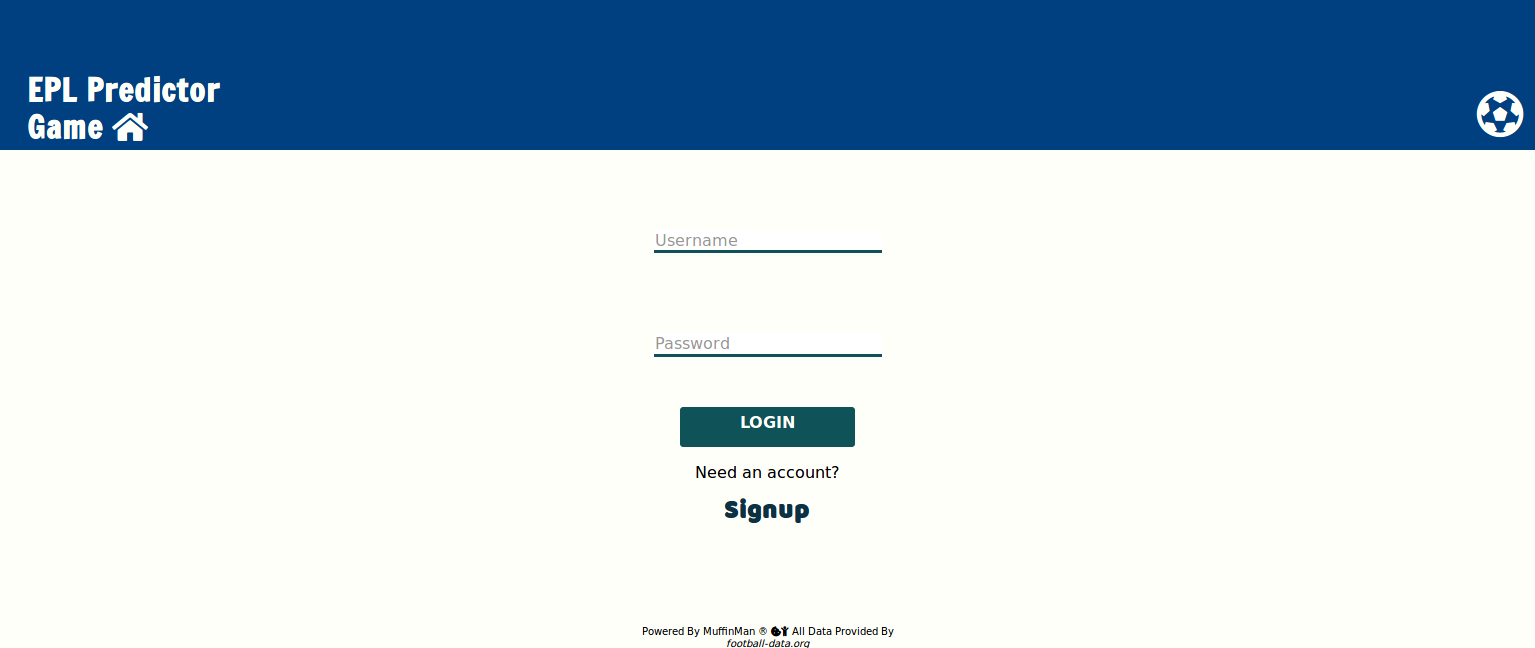 EPL Predictor
Game
Username
Password
LOGIN
Need an account?
Signup
Powered By MuffinMan ® All Data Provided By
football-data.org